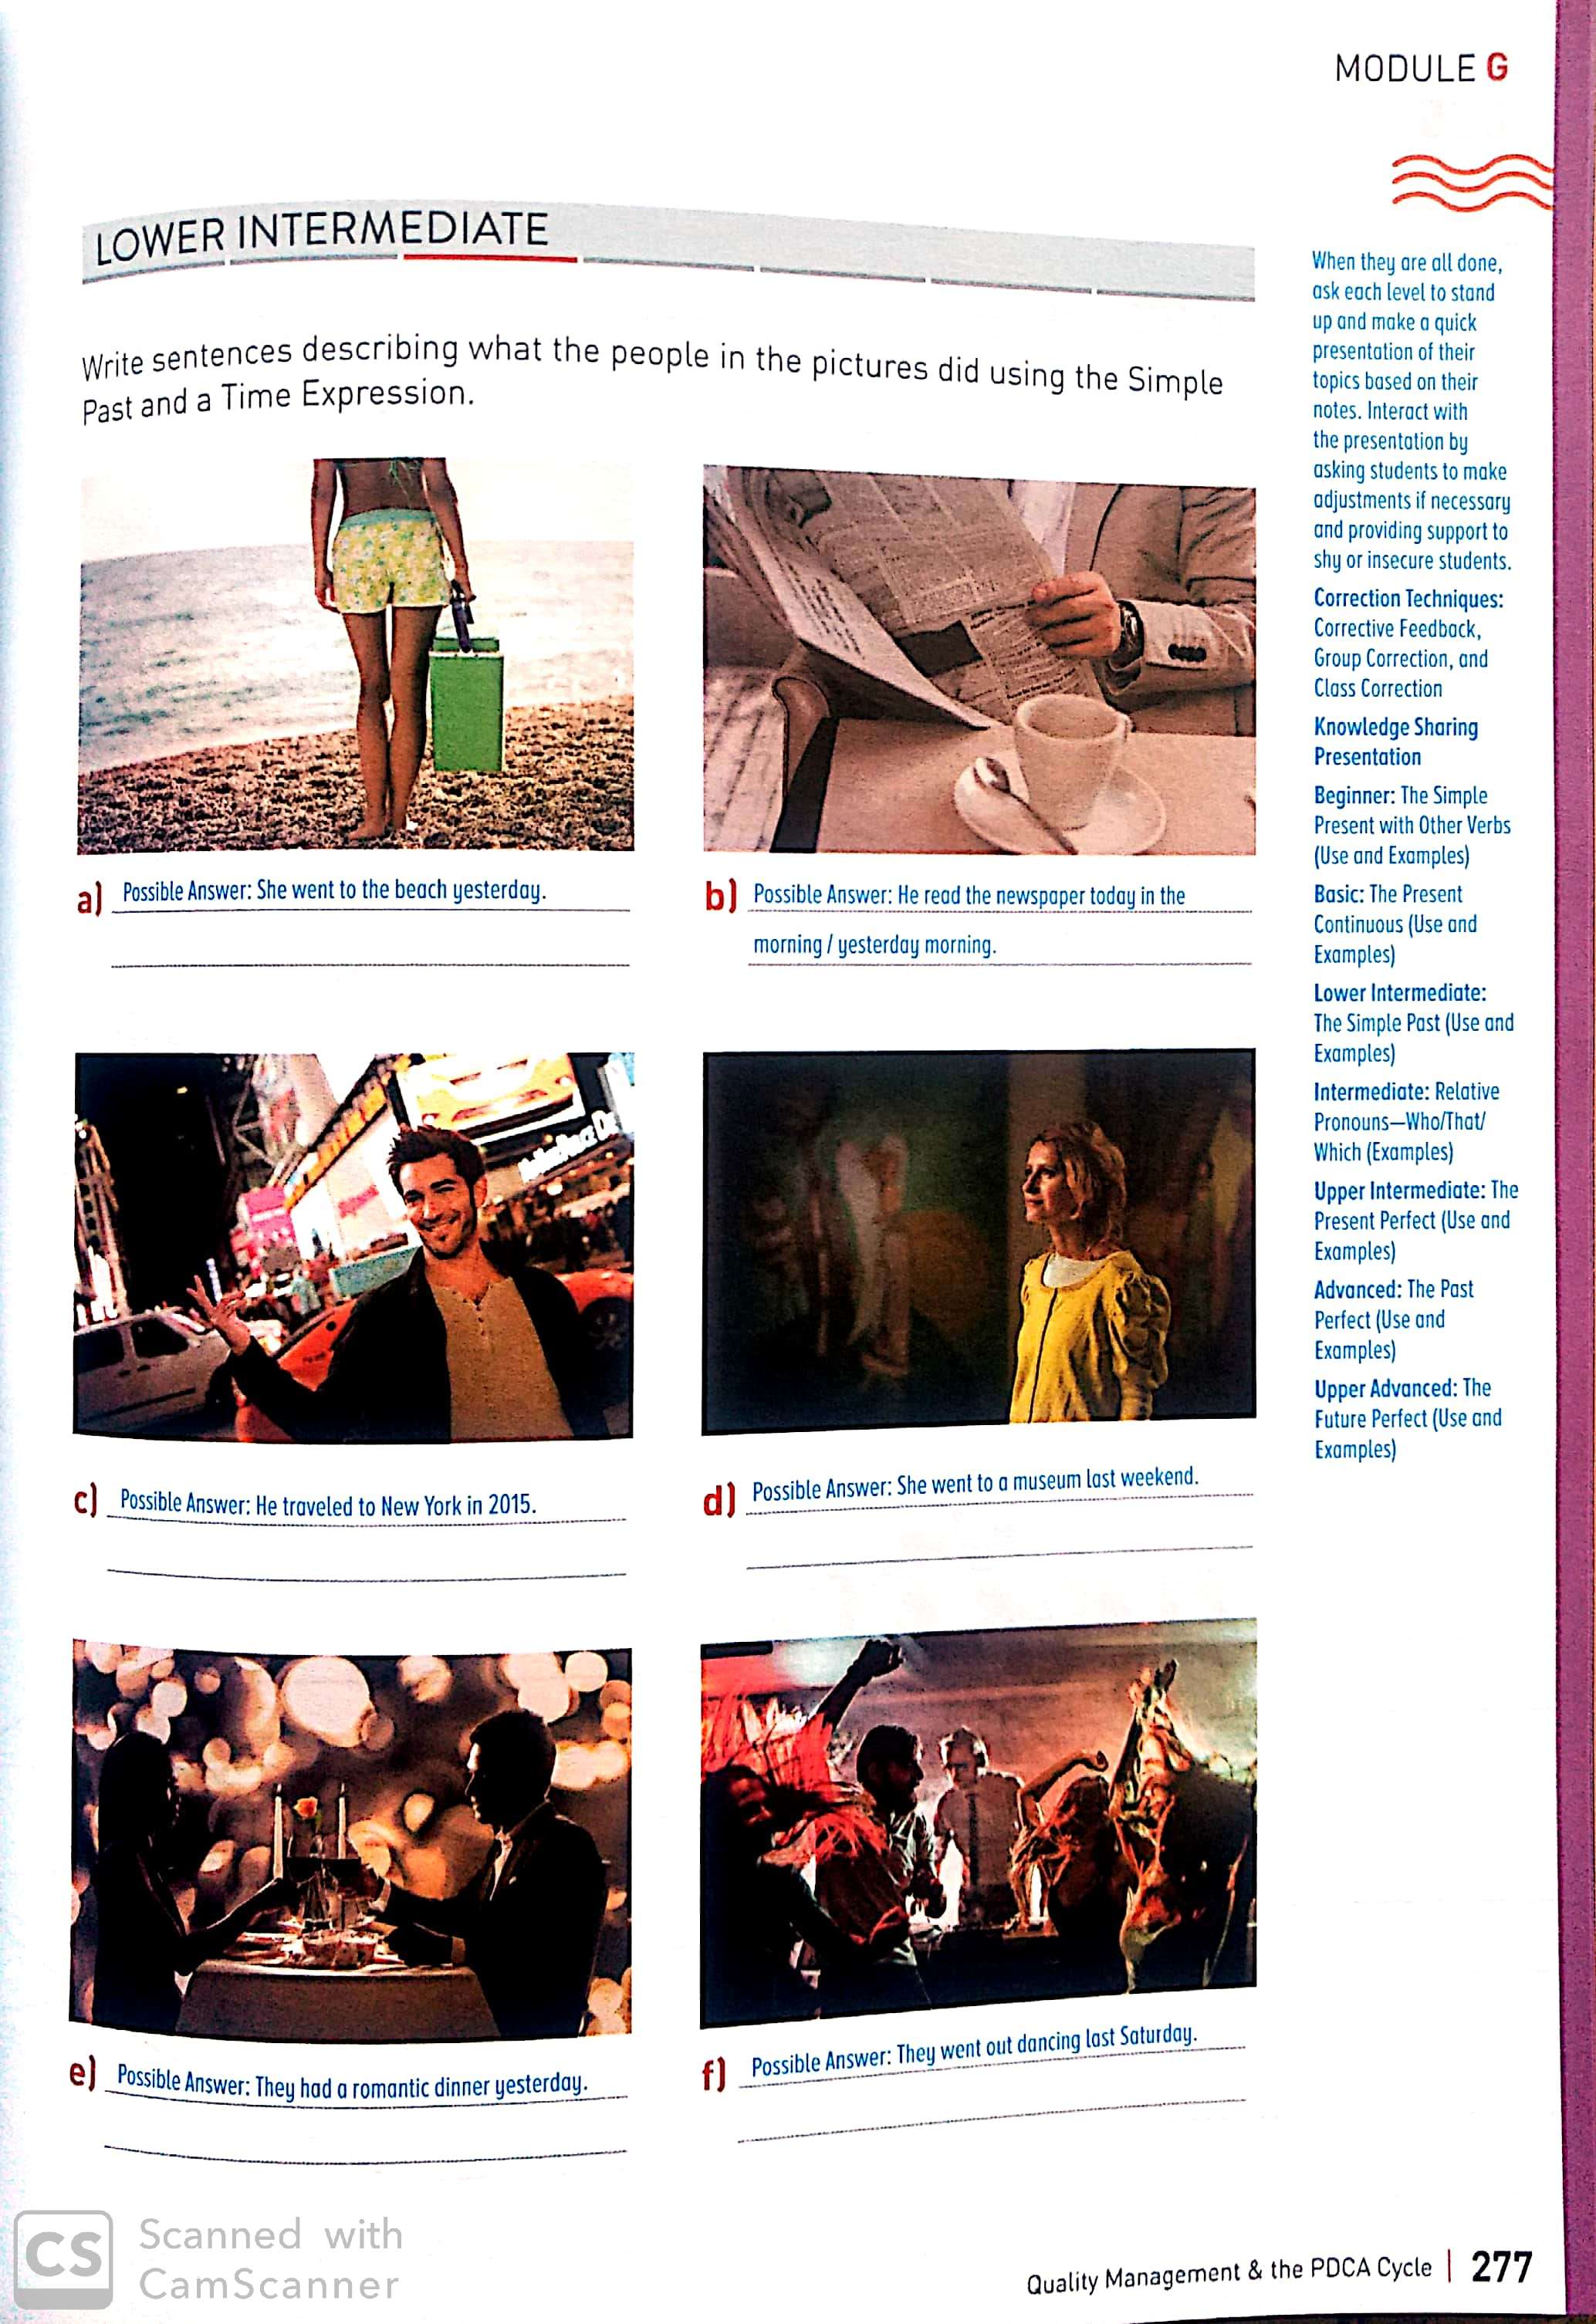 MODULE G
LOWER INTERMEDIATE
Write sentences describing what the people in the pictures did using the Simple
Past and a Time Expression.
a) Possible Answer: She went to the beach yesterday.
b) Possible Answer: He read the newspaper today in the
morning / yesterday morning.
c) Possible Answer: He traveled to New York in 2015.
d) Possible Answer: She went to a museum last weekend.
e) Possible Answer: They had a romantic dinner yesterday.
f) Possible Answer: They went out dancing last Saturday.
When they are all done,
ask each level to stand
up and make a quick
presentation of their
topics based on their
notes. Interact with
the presentation by
asking students to make
adjustments if necessary
and providing support to
shy or insecure students.
Correction Techniques:
Corrective Feedback,
Group Correction, and
Class Correction
Knowledge Sharing
Presentation
Beginner: The Simple
Present with Other Verbs
(Use and Examples)
Basic: The Present
Continuous (Use and
Examples)
Lower Intermediate:
The Simple Past (Use and
Examples)
Intermediate: Relative
Pronouns—Who/That/
Which (Examples)
Upper Intermediate: The
Present Perfect (Use and
Examples)
Advanced: The Past
Perfect (Use and
Examples)
Upper Advanced: The
Future Perfect (Use and
Examples)
CS Scanned with
CamScanner
Quality Management & the PDCA Cycle | 277